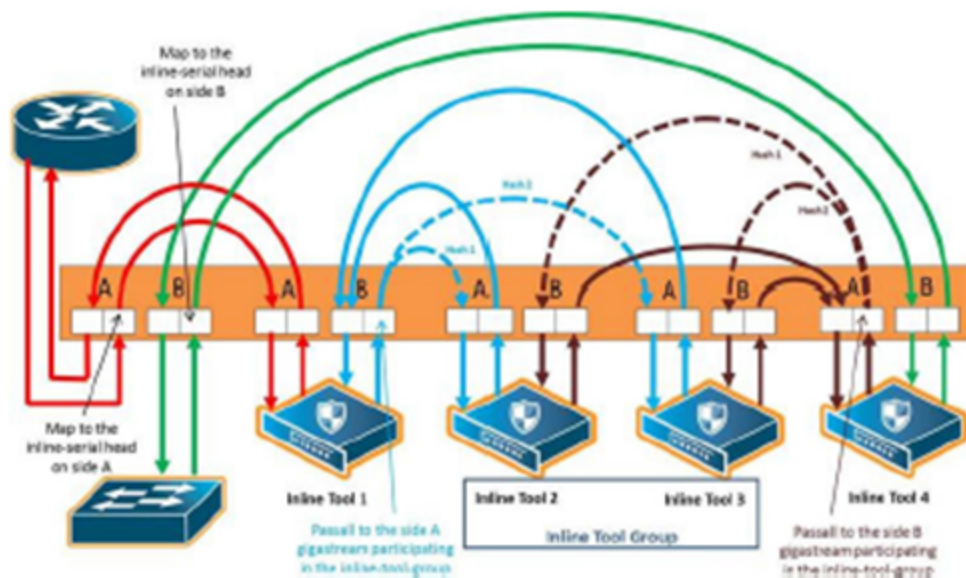 Map to the
inline-serial head
on side B
Hash 1
Hash 2
Hash 2
Hash 1
A
B
A
B
A
B
A
B
A
B
Map to the
inline-serial head
on side A
Inline Tool 1
Inline Tool 2
Inline Tool 3
Inline Tool 4
Inline Tool Group
Passall to the side A
gigastream participating
in the inline-tool-group
Passall to the side B
gigastream participating
in the inline-tool-group